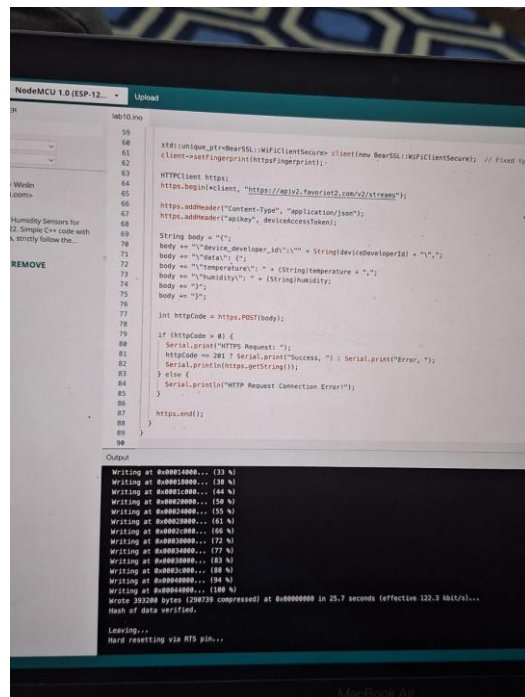 NodeMCU 1.0 (ESP-12...
Upload
lab10.ino
Winlin
.com>
Humidity Sensors for
22. Simple C++ code with
s, strictly follow the...
REMOVE
59
60 std::unique_ptr<BearSSL::WiFiClientSecure> client(new BearSSL::WiFiClientSecure); // Fixed
61 client->setFingerprint(httpsFingerprint);
62
63 HTTPClient https;
64 https.begin(*client, "https://apiv2.favoriot2.com/v2/streams");
65
66 https.addHeader("Content-Type", "application/json");
67 https.addHeader("apikey", deviceAccessToken);
68
69 String body = "{";
70 body += "\"device_developer_id\":\"" + String(deviceDeveloperId) + "\",";
71 body += "\"data\": {";
72 body += "\"temperature\": " + (String)temperature + ",";
73 body += "\"humidity\": " + (String)humidity;
74 body += "}";
75 body += "}";
76
77 int httpCode = https.POST(body);
78
79 if (httpCode > 0) {
80 Serial.print("HTTPS Request: ");
81 httpCode == 201 ? Serial.print("Success, ") : Serial.print("Error, ");
82 Serial.println(https.getString());
83 } else {
84 Serial.println("HTTP Request Connection Error!");
85 }
86
87 https.end();
88 }
89 }
90
Output
Writing at 0x00014000... (33 %)
Writing at 0x00018000... (38 %)
Writing at 0x0001c000... (44 %)
Writing at 0x00020000... (50 %)
Writing at 0x00024000... (55 %)
Writing at 0x00028000... (61 %)
Writing at 0x0002c000... (66 %)
Writing at 0x00030000... (72 %)
Writing at 0x00034000... (77 %)
Writing at 0x00038000... (83 %)
Writing at 0x0003c000... (88 %)
Writing at 0x00040000... (94 %)
Writing at 0x00044000... (100 %)
Wrote 393280 bytes (290739 compressed) at 0x00000000 in 25.7 seconds (effective 122.3 kbit/s)...
Hash of data verified.
Leaving...
Hard resetting via RTS pin...
MacBook Air